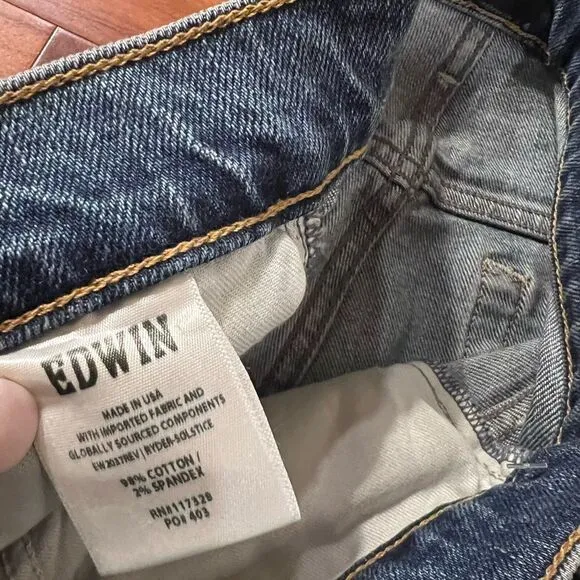 EDWIN
MADE IN USA
WITH IMPORTED FABRIC AND
GLOBALLY SOURCED COMPONENTS
EW2037REV / RYDER-SOLSTICE
98% COTTON /
2% SPANDEX
RN#117328
PO# 403